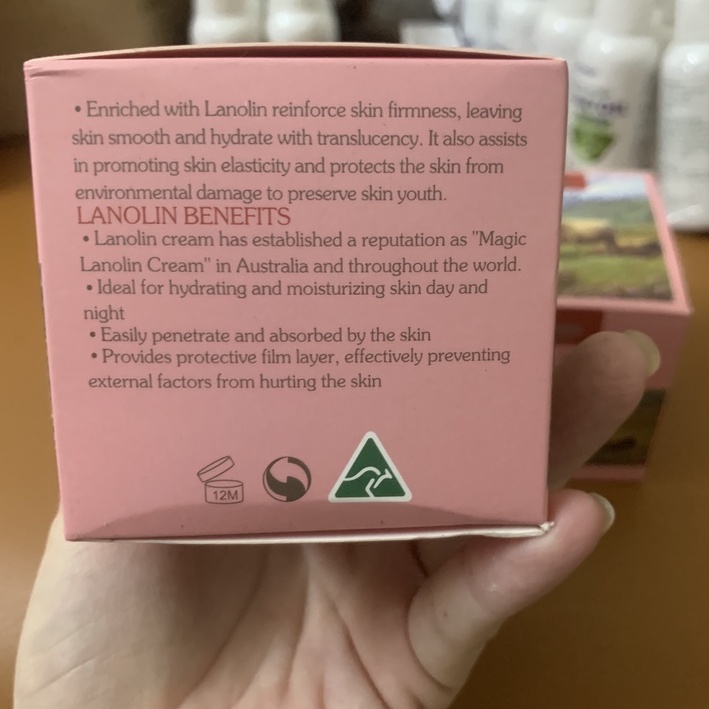 • Enriched with Lanolin reinforce skin firmness, leaving
skin smooth and hydrate with translucency. It also assists
in promoting skin elasticity and protects the skin from
environmental damage to preserve skin youth.
LANOLIN BENEFITS
• Lanolin cream has established a reputation as "Magic
Lanolin Cream" in Australia and throughout the world.
• Ideal for hydrating and moisturizing skin day and
night
• Easily penetrate and absorbed by the skin
• Provides protective film layer, effectively preventing
external factors from hurting the skin
12M